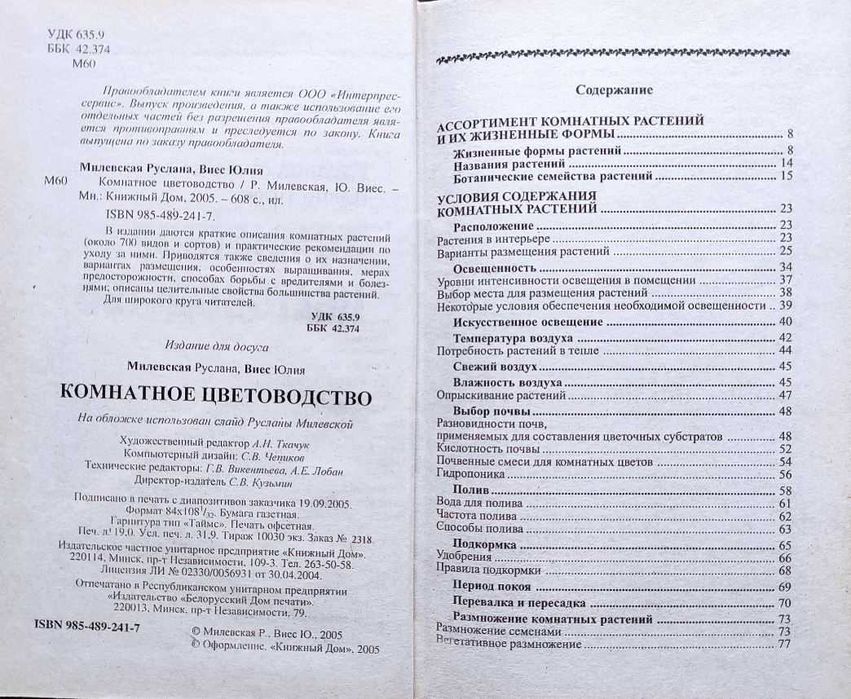 УДК 635.9
ББК 42.374
М60
Правообладателем книги является ООО «Интерпрес-
сервис». Выпуск произведения, а также использование его
отдельных частей без разрешения правообладателя явля-
ется противоправным и преследуется по закону. Книга
выпущена по заказу правообладателя.
Милевская Руслана, Виес Юлия
М60 Комнатное цветоводство / Р. Милевская, Ю. Виес. –
Мн.: Книжный Дом, 2005. – 608 с., ил.
ISBN 985-489-241-7.
В издании даются краткие описания комнатных растений
(около 700 видов и сортов) и практические рекомендации по
уходу за ними. Приводятся также сведения о их назначении,
вариантах размещения, особенностях выращивания, мерах
предосторожности, способах борьбы с вредителями и болез-
нями; описаны целительные свойства большинства растений.
Для широкого круга читателей.
УДК 635.9
ББК 42.374
Издание для досуга
Милевская Руслана, Виес Юлия
КОМНАТНОЕ ЦВЕТОВОДСТВО
На обложке использован слайд Русланы Милевской
Художественный редактор А.Н. Ткачук
Компьютерный дизайн: С.В. Чепиков
Технические редакторы: Г.В. Викентьева, А.Е. Лобан
Директор-издатель С.В. Кузьмин
Подписано в печать с диапозитивов заказчика 19.09.2005.
Формат 84х108 1/32. Бумага газетная.
Гарнитура тип «Таймс». Печать офсетная.
Печ. л. 19,0. Усл. печ. л. 31,9. Тираж 10030 экз. Заказ № 2318.
Издательское частное унитарное предприятие «Книжный Дом».
220114, Минск, пр-т Независимости, 109-3. Тел. 263-50-58.
Лицензия ЛИ № 02330/0056931 от 30.04.2004.
Отпечатано в Республиканском унитарном предприятии
«Издательство «Белорусский Дом печати».
220013, Минск, пр-т Независимости, 79.
ISBN 985-489-241-7
© Милевская Р., Виес Ю., 2005
© Оформление. «Книжный Дом», 2005
Содержание
АССОРТИМЕНТ КОМНАТНЫХ РАСТЕНИЙ
И ИХ ЖИЗНЕННЫЕ ФОРМЫ 8
Жизненные формы растений 8
Названия растений 14
Ботанические семейства растений 15
УСЛОВИЯ СОДЕРЖАНИЯ
КОМНАТНЫХ РАСТЕНИЙ 23
Расположение 23
Растения в интерьере 23
Варианты размещения растений 25
Освещенность 34
Уровни интенсивности освещения в помещении 37
Выбор места для размещения растений 38
Некоторые условия обеспечения необходимой освещенности 39
Искусственное освещение 40
Температура воздуха 42
Потребность растений в тепле 44
Свежий воздух 45
Влажность воздуха 45
Опрыскивание растений 47
Выбор почвы 48
Разновидности почв,
применяемых для составления цветочных субстратов 48
Кислотность почвы 52
Почвенные смеси для комнатных цветов 54
Гидропоника 56
Полив 58
Вода для полива 61
Частота полива 62
Способы полива 63
Подкормка 65
Удобрения 66
Правила подкормки 68
Период покоя 69
Перевалка и пересадка 70
Размножение комнатных растений 73
Размножение семенами 73
Вегетативное размножение 77